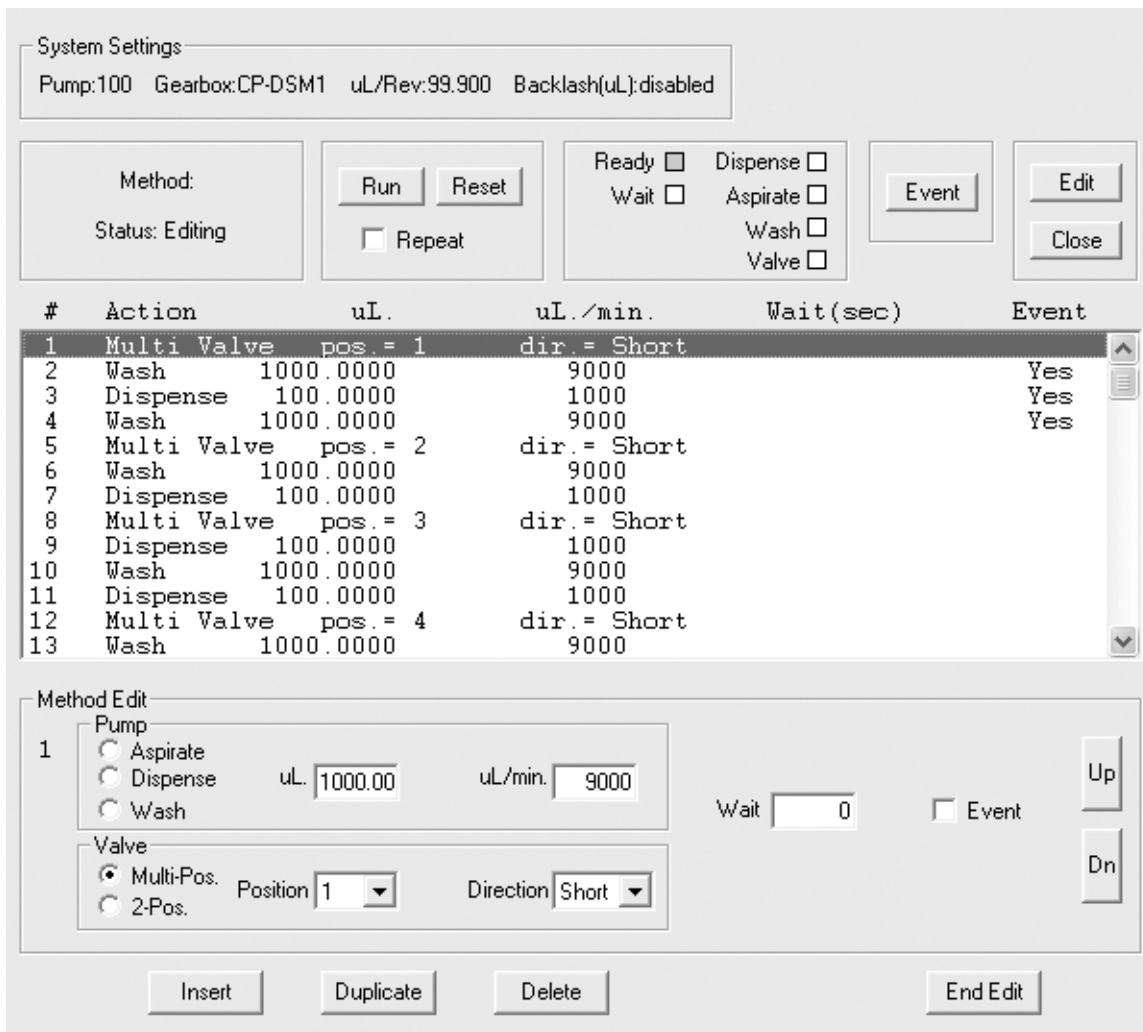 System Settings
Pump:100 Gearbox:CP-DSM1 uL/Rev:99.900 Backlash(uL):disabled
Method:
Status: Editing
Run Reset
Repeat
Ready Dispense
Wait Aspirate
Wash
Valve
Event
Edit
Close
# Action uL. uL./min. Wait(sec) Event
1 Multi Valve pos.= 1 dir.= Short
2 Wash 1000.0000 9000 Yes
3 Dispense 100.0000 1000 Yes
4 Wash 1000.0000 9000 Yes
5 Multi Valve pos.= 2 dir.= Short
6 Wash 1000.0000 9000
7 Dispense 100.0000 1000
8 Multi Valve pos.= 3 dir.= Short
9 Dispense 100.0000 1000
10 Wash 1000.0000 9000
11 Dispense 100.0000 1000
12 Multi Valve pos.= 4 dir.= Short
13 Wash 1000.0000 9000
Method Edit
1
Pump
Aspirate
Dispense uL. 1000.00 uL/min. 9000
Wash
Valve
Multi-Pos.
2-Pos.
Position 1 Direction Short
Wait 0 Event
Up
Dn
Insert Duplicate Delete End Edit